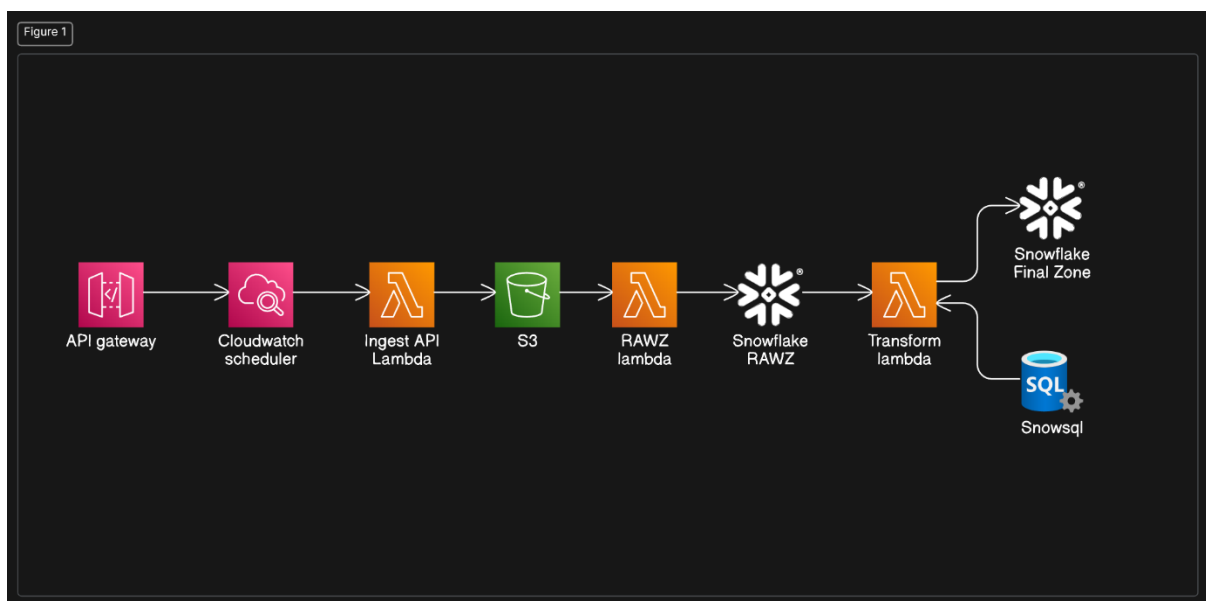 Figure 1
API gateway
Cloudwatch
scheduler
Ingest API
Lambda
S3
RAWZ
lambda
Snowflake
RAWZ
Transform
lambda
®
Snowflake
Final Zone
®
SQL
Snowsql